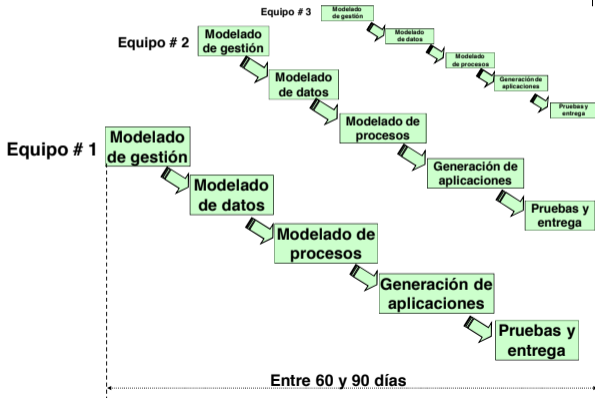 Equipo # 3
Modelado
de gestión
Modelado
de datos
Modelado
de procesos
Generación de
aplicaciones
Pruebas y
entrega
Equipo # 2
Modelado
de gestión
Modelado
de datos
Modelado de
procesos
Generación de
aplicaciones
Pruebas y
entrega
Equipo # 1
Modelado
de gestión
Modelado
de datos
Modelado de
procesos
Generación de
aplicaciones
Pruebas y
entrega
Entre 60 y 90 días